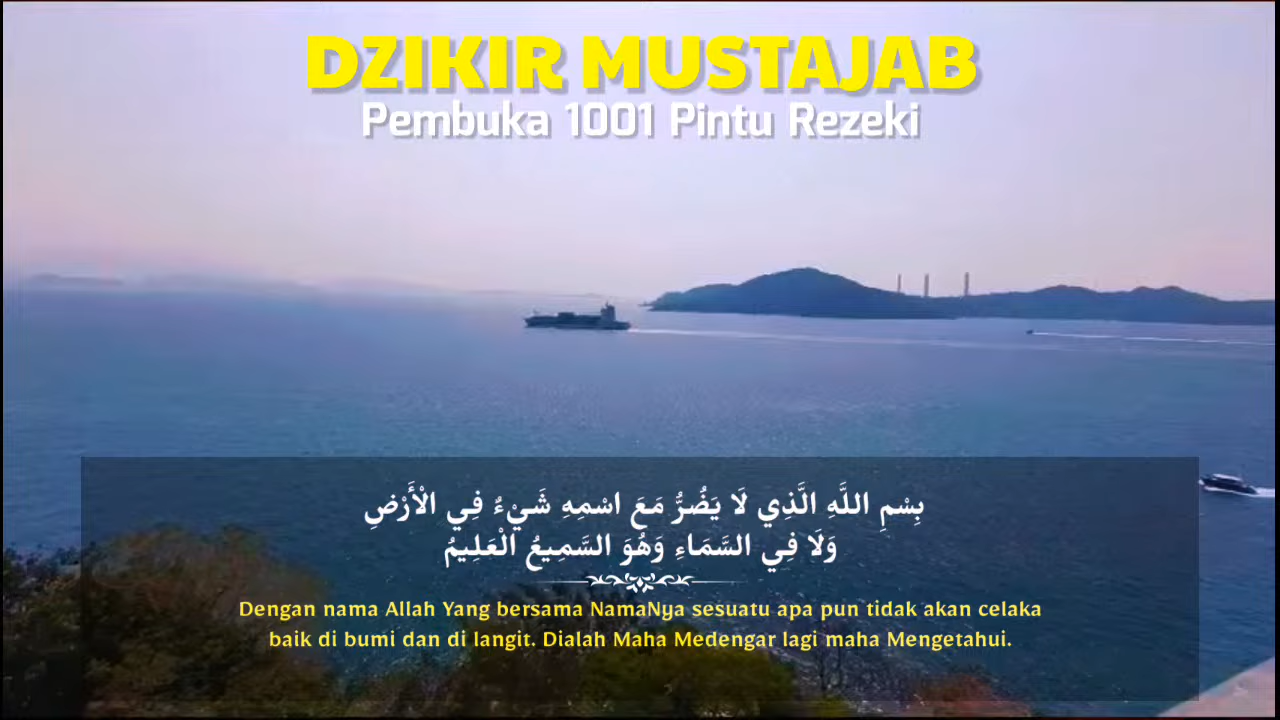 DZIKIR MUSTAJAB
Pembuka 1001 Pintu Rezeki
بِسْمِ اللَّهِ الَّذِي لَا يَضُرُّ مَعَ اسْمِهِ شَيْءٌ فِي الْأَرْضِ
وَلَا فِي السَّمَاءِ وَهُوَ السَّمِيعُ الْعَلِيمُ
Dengan nama Allah Yang bersama NamaNya sesuatu apa pun tidak akan celaka
baik di bumi dan di langit. Dialah Maha Medengar lagi maha Mengetahui.